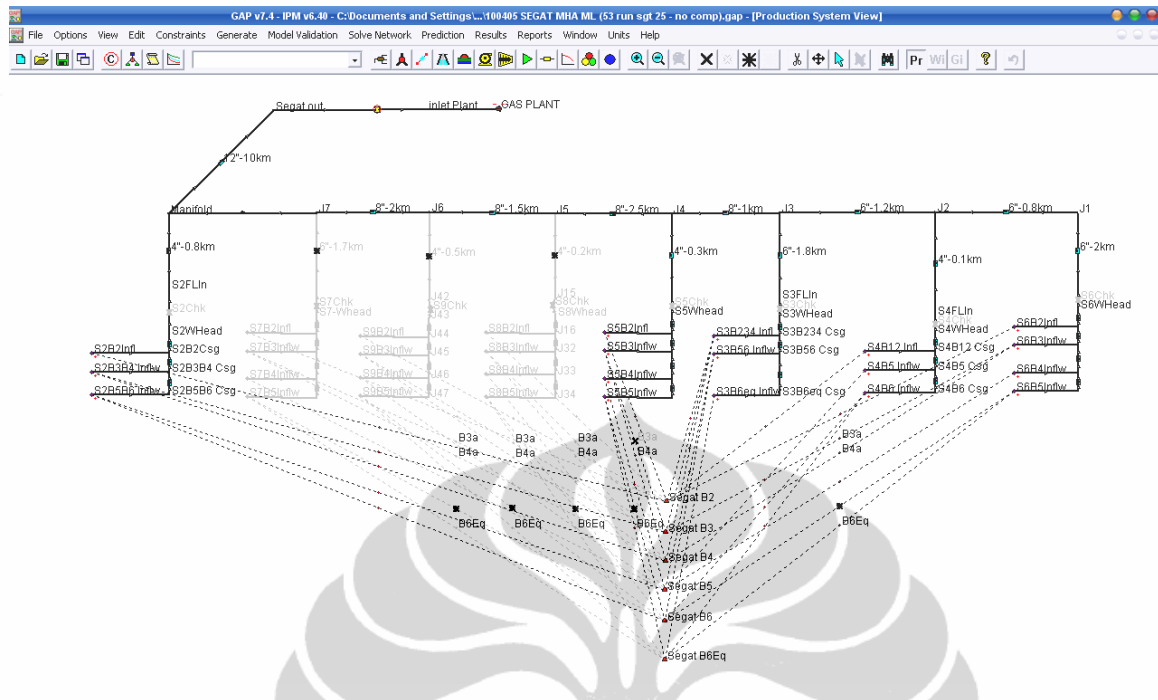 GAP v7.4 - IPM v6.40 - C:\Documents and Settings\...\100405 SEGAT MHA ML (53 run sgt 25 - no comp).gap - [Production System View]
File Options View Edit Constraints Generate Model Validation Solve Network Prediction Results Reports Window Units Help
Pr Wi Gi
Segat out
inlet Plant
GAS PLANT
12"-10km
Manifold
J7
8"-2km
J6
8"-1.5km
J5
8"-2.5km
J4
8"-1km
J3
6"-1.2km
J2
6"-0.8km
J1
4"-0.8km
6"-1.7km
4"-0.5km
4"-0.2km
4"-0.3km
6"-1.8km
4"-0.1km
6"-2km
S2FLIn
S2Chk
S2WHead
S7Chk
S7-WHead
J42
S9Chk
J43
J15
S8Chk
S8WHead
S5Chk
S5WHead
S3FLIn
S3Chk
S3WHead
S4FLIn
S4Chk
S4WHead
S6Chk
S6WHead
S2B2Infl
S2B2Csg
S2B3B4 Inflw
S2B3B4 Csg
S2B5B6 Inflw
S2B5B6 Csg
S7B2Infl
S7B3Inflw
S7B4Inflw
S7B5Inflw
S9B2Infl
J44
S9B3Inflw
J45
S9B4Inflw
J46
S9B5Inflw
J47
S8B2Infl
J16
S8B3Inflw
J32
S8B4Inflw
J33
S8B5Inflw
J34
S5B2Infl
S5B3Inflw
S5B4Inflw
S5B5Inflw
S3B234 Infl
S3B234 Csg
S3B56 Inflw
S3B56 Csg
S3B6eq Inflw
S3B6eq Csg
S4B12 Infl
S4B12 Csg
S4B5 Inflw
S4B5 Csg
S4B6 Inflw
S4B6 Csg
S6B2Infl
S6B3Inflw
S6B4Inflw
S6B5Inflw
B3a
B3a
B3a
B3a
B3a
B4a
B4a
B4a
B4a
B4a
B6Eq
B6Eq
B6Eq
B6Eq
B6Eq
Segat B2
Segat B3
Segat B4
Segat B5
Segat B6
Segat B6Eq